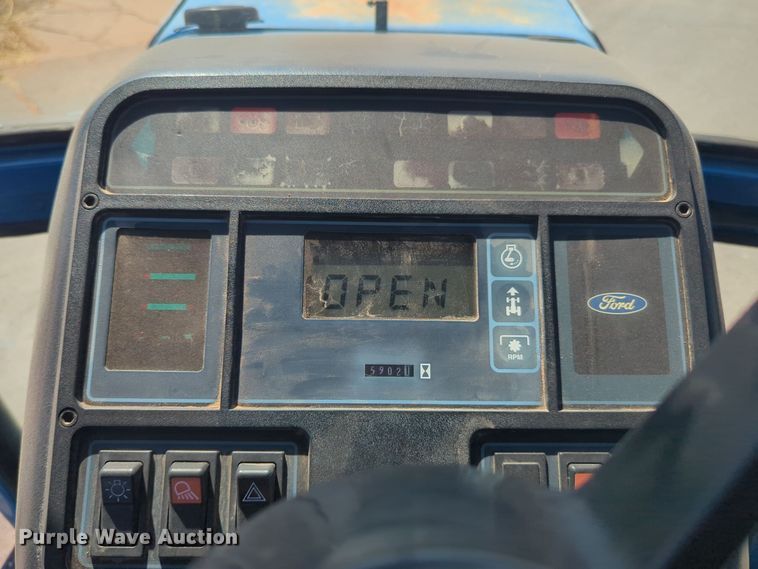 OPEN
Ford
RPM
5902
Purple Wave Auction